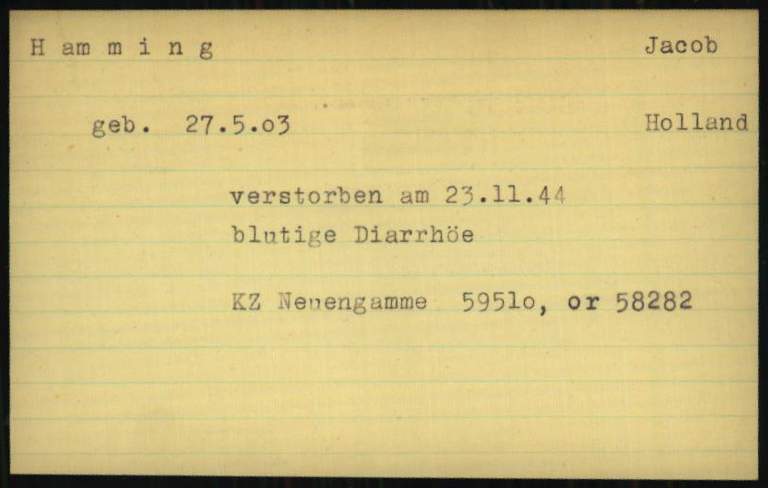 H am m i n g Jacob
geb. 27.5.o3 Holland
verstorben am 23.11.44
blutige Diarrhöe
KZ Neuengamme 5951o, or 58282